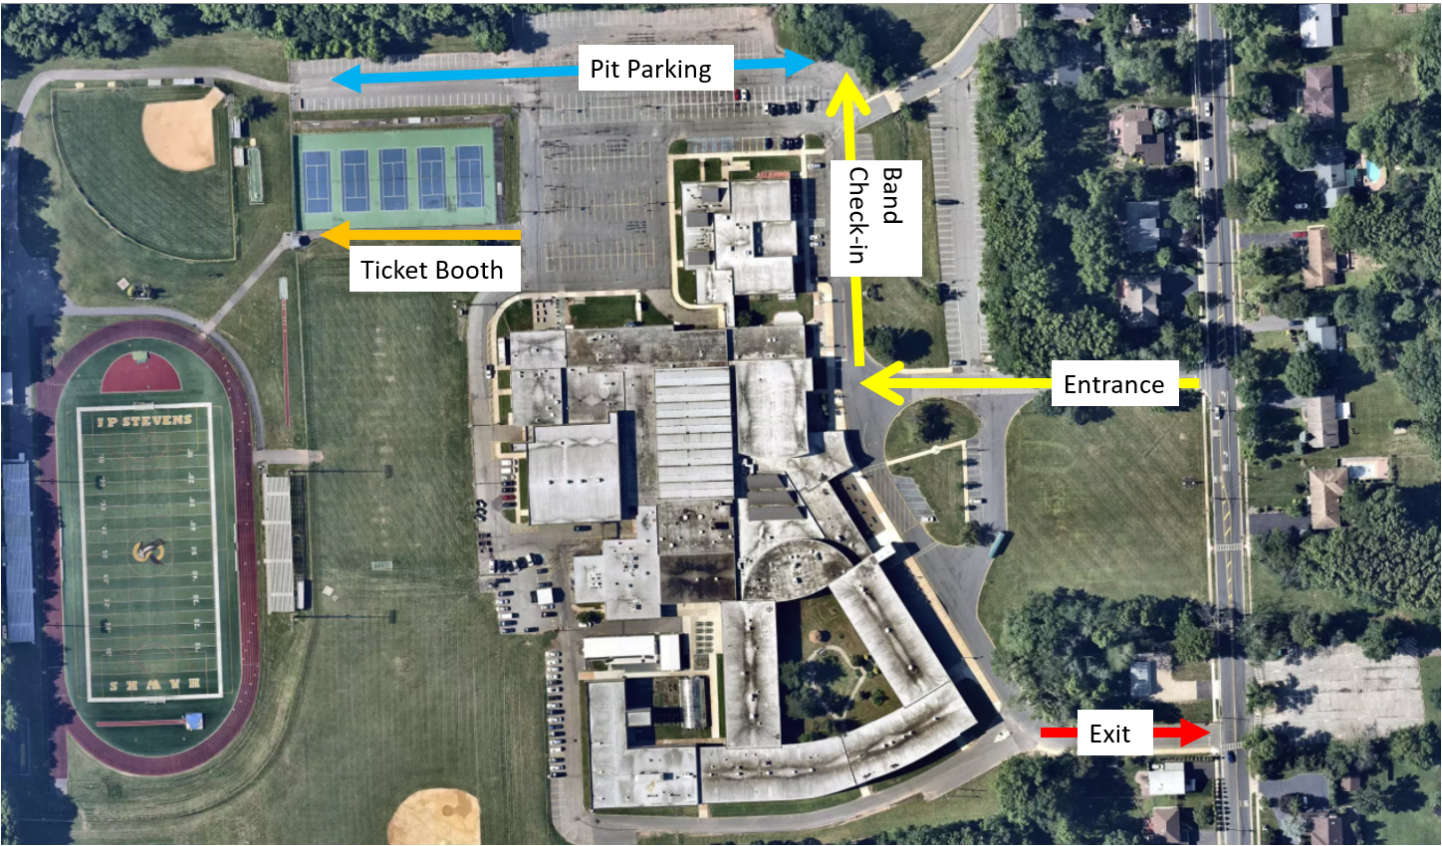 Pit Parking
Band
Check-in
Ticket Booth
Entrance
J P STEVENS
HAWKS
Exit